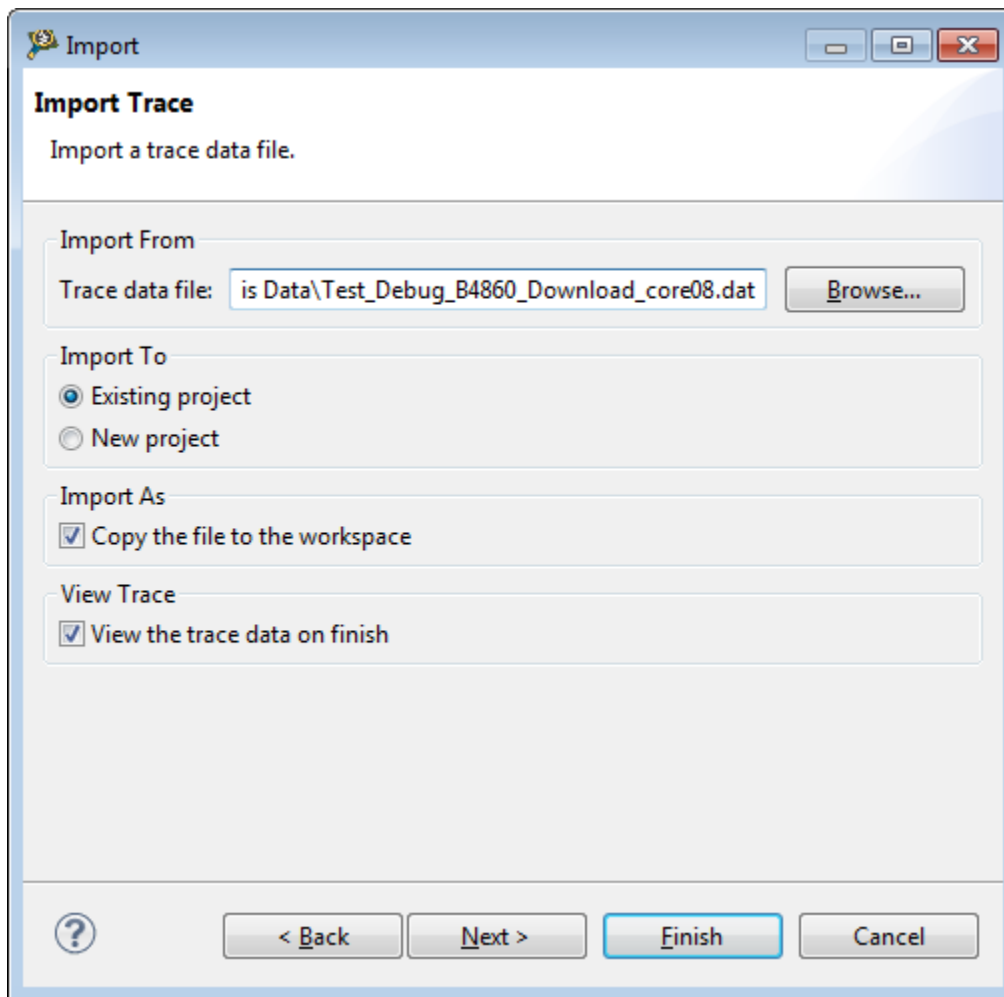 Import
Import Trace
Import a trace data file.
Import From
Trace data file: is Data\Test_Debug_B4860_Download_core08.dat Browse...
Import To
Existing project
New project
Import As
Copy the file to the workspace
View Trace
View the trace data on finish
? < Back Next > Finish Cancel